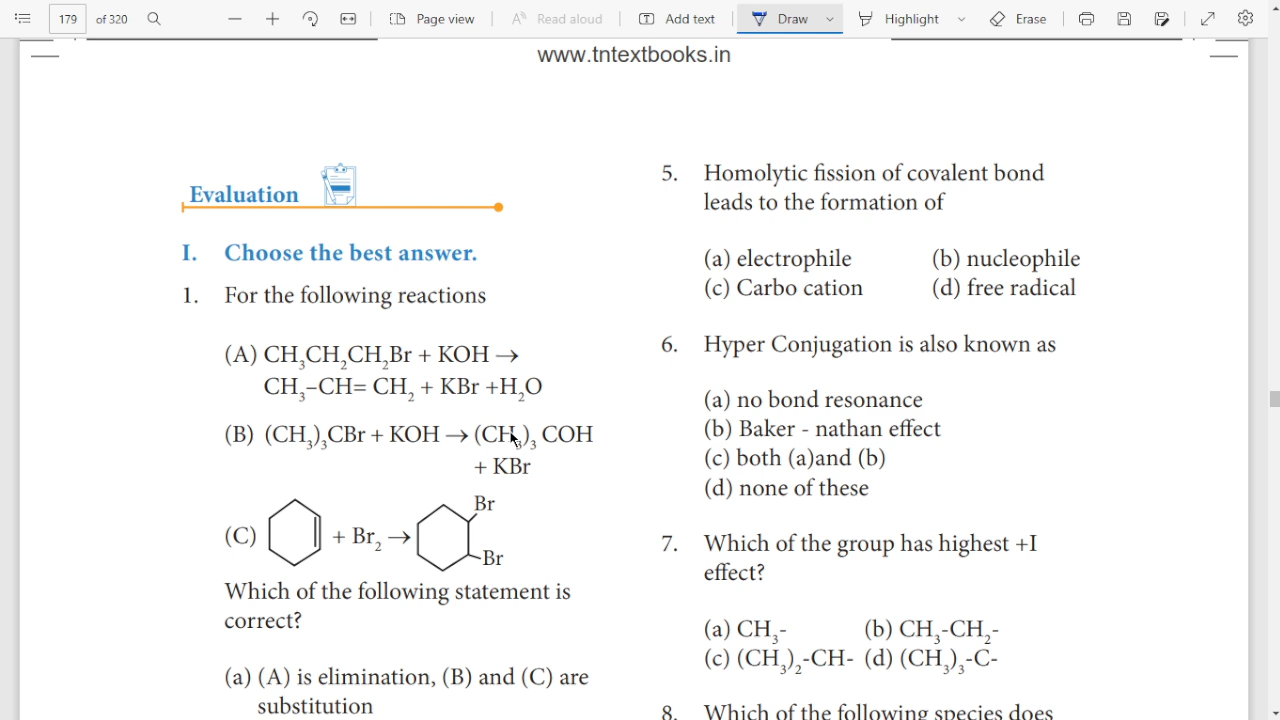 179 of 320 Page view Read aloud Add text Draw Highlight Erase
www.tntextbooks.in
Evaluation
I. Choose the best answer.
1. For the following reactions
(A) CH₃CH₂CH₂Br + KOH →
CH₃–CH= CH₂ + KBr +H₂O
(B) (CH₃)₃CBr + KOH → (CH₃)₃ COH
+ KBr
Br
(C) + Br₂ →
Br
Which of the following statement is
correct?
(a) (A) is elimination, (B) and (C) are
substitution
5. Homolytic fission of covalent bond
leads to the formation of
(a) electrophile (b) nucleophile
(c) Carbo cation (d) free radical
6. Hyper Conjugation is also known as
(a) no bond resonance
(b) Baker - nathan effect
(c) both (a)and (b)
(d) none of these
7. Which of the group has highest +I
effect?
(a) CH₃- (b) CH₃-CH₂-
(c) (CH₃)₂-CH- (d) (CH₃)₃-C-
8. Which of the following species does